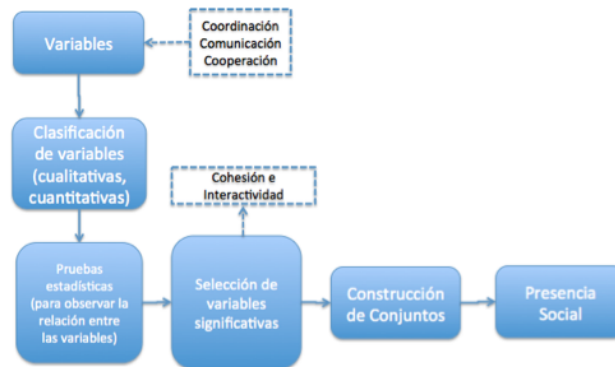 Variables
Coordinación
Comunicación
Cooperación
Clasificación
de variables
(cualitativas,
cuantitativas)
Cohesión e
Interactividad
Pruebas
estadísticas
(para observar la
relación entre
las variables)
Selección de
variables
significativas
Construcción
de Conjuntos
Presencia
Social